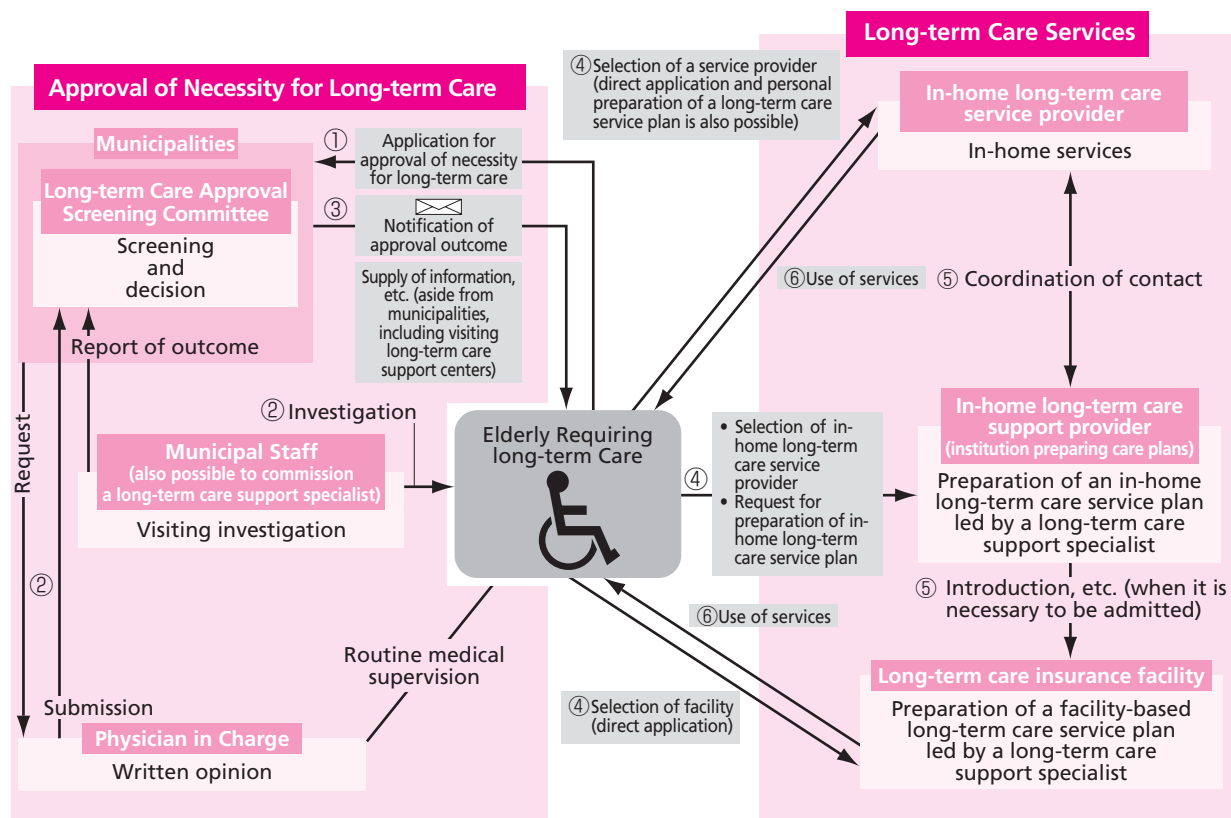 Approval of Necessity for Long-term Care
Municipalities
Long-term Care Approval
Screening Committee
Screening
and
decision
Report of outcome
①
Application for
approval of necessity
for long-term care
③
Notification of
approval outcome
Supply of information,
etc. (aside from
municipalities,
including visiting
long-term care
support centers)
② Investigation
Request
②
Municipal Staff
(also possible to commission
a long-term care support specialist)
Visiting investigation
Submission
Physician in Charge
Written opinion
Routine medical
supervision
Elderly Requiring
long-term Care
④ Selection of a service provider
(direct application and personal
preparation of a long-term care
service plan is also possible)
⑥Use of services
④
• Selection of in-
home long-term
care service
provider
• Request for
preparation of in-
home long-term
care service plan
⑥Use of services
④ Selection of facility
(direct application)
Long-term Care Services
In-home long-term care
service provider
In-home services
⑤ Coordination of contact
In-home long-term care
support provider
(institution preparing care plans)
Preparation of an in-home
long-term care service plan
led by a long-term care
support specialist
⑤ Introduction, etc. (when it is
necessary to be admitted)
Long-term care insurance facility
Preparation of a facility-based
long-term care service plan
led by a long-term care
support specialist